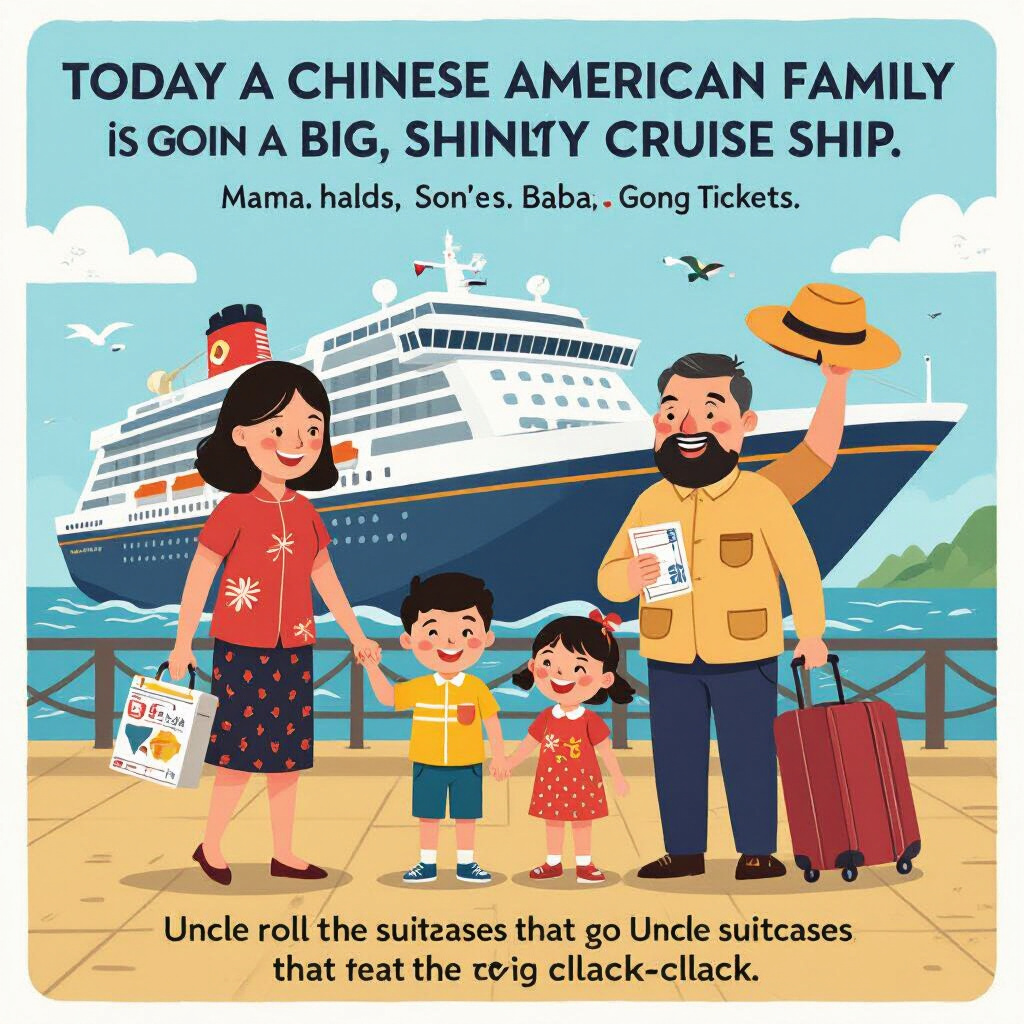 TODAY A CHINESE AMERICAN FAMILY
iS GOIN A BIG, SHINLTY CRUISE SHIP.
Mama. halds, Son'es. Baba,. Gong Tickets.
Uncle roll the suitzases that go Uncle suitcases
that feat the cllack-cllack.